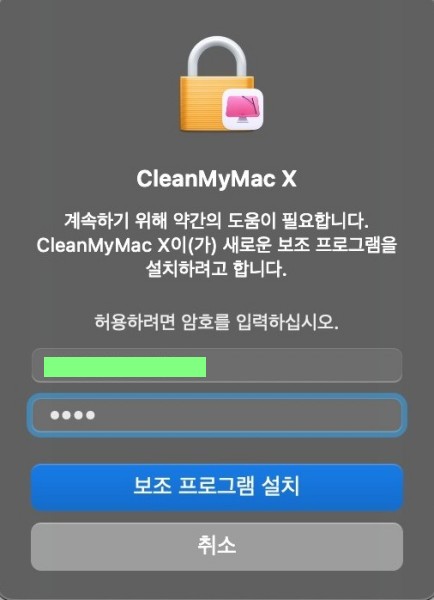 CleanMyMac X
계속하기 위해 약간의 도움이 필요합니다.
CleanMyMac X이(가) 새로운 보조 프로그램을
설치하려고 합니다.
허용하려면 암호를 입력하십시오.
••••
보조 프로그램 설치
취소